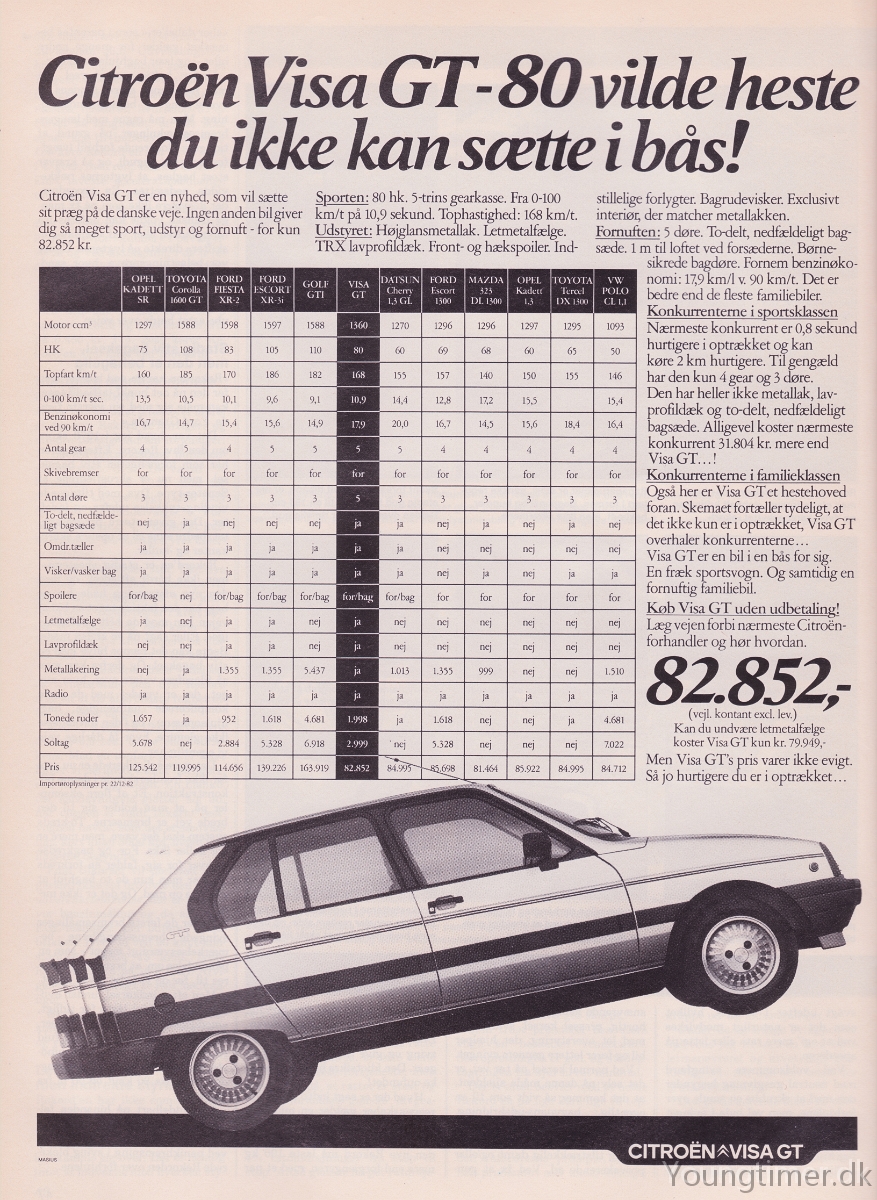 Citroën Visa GT - 80 vilde heste
du ikke kan sætte i bås!
Citroën Visa GT er en nyhed, som vil sætte
sit præg på de danske veje. Ingen anden bil giver
dig så meget sport, udstyr og fornuft - for kun
82.852 kr.
Sporten: 80 hk. 5-trins gearkasse. Fra 0-100
km/t på 10,9 sekund. Tophastighed: 168 km/t.
Udstyret: Højglansmetallak. Letmetalfælge.
TRX lavprofildæk. Front- og hækspoiler. Ind-
stillelige forlygter. Bagrudevisker. Exclusivt
interiør, der matcher metallakken.
Fornuften: 5 døre. To-delt, nedfældeligt bag-
sæde. 1 m til loftet ved forsæderne. Børne-
sikrede bagdøre. Fornem benzinøko-
nomi: 17,9 km/l v. 90 km/t. Det er
bedre end de fleste familiebiler.
Konkurrenterne i sportsklassen
Nærmeste konkurrent er 0,8 sekund
hurtigere i optrækket og kan
køre 2 km hurtigere. Til gengæld
har den kun 4 gear og 3 døre.
Den har heller ikke metallak, lav-
profildæk og to-delt, nedfældeligt
bagsæde. Alligevel koster nærmeste
konkurrent 31.804 kr. mere end
Visa GT...!
Konkurrenterne i familieklassen
Også her er Visa GT et hestehoved
foran. Skemaet fortæller tydeligt, at
det ikke kun er i optrækket, Visa GT
overhaler konkurrenterne...
Visa GT er en bil i en bås for sig.
En fræk sportsvogn. Og samtidig en
fornuftig familiebil.
Køb Visa GT uden udbetaling!
Læg vejen forbi nærmeste Citroën-
forhandler og hør hvordan.
82.852,-
(vejl. kontant excl. lev.)
Kan du undvære letmetalfælge
koster Visa GT kun kr. 79.949,-
Men Visa GT's pris varer ikke evigt.
Så jo hurtigere du er i optrækket...
OPEL KADETT SR TOYOTA Corolla 1600 GT FORD FIESTA XR-2 FORD ESCORT XR-3i GOLF GTI VISA GT DATSUN Cherry 1,3 GL FORD Escort 1300 MAZDA 323 DL 1300 OPEL Kadett 1,3 TOYOTA Tercel DX 1300 VW POLO CL 1,1
Motor ccm³ 1297 1588 1598 1597 1588 1360 1270 1296 1296 1297 1295 1093
HK 75 108 83 105 110 80 60 69 68 60 65 50
Topfart km/t 160 185 170 186 182 168 155 157 140 150 155 146
0-100 km/t sec. 13,5 10,5 10,1 9,6 9,1 10,9 14,4 12,8 17,2 15,5 15,4
Benzinøkonomi ved 90 km/t 16,7 14,7 15,4 15,6 14,9 17,9 20,0 16,7 14,5 15,6 18,4 16,4
Antal gear 4 5 4 5 5 5 5 4 4 4 4 4
Skivebremser for for for for for for for for for for for for
Antal døre 3 3 3 3 3 5 3 3 3 3 3 3
To-delt, nedfælde-ligt bagsæde nej ja nej nej nej ja ja nej ja nej ja nej
Omdr.tæller ja ja ja ja ja ja ja nej nej nej nej nej
Visker/vasker bag ja ja ja ja ja ja ja nej ja nej ja ja
Spoilere for/bag nej for/bag for/bag for/bag for/bag for/bag for for for for for
Letmetalfælge ja ja ja ja nej ja nej nej nej nej nej nej
Lavprofildæk nej nej ja ja nej ja nej nej nej nej nej nej
Metallakering nej ja 1.355 1.355 5.437 ja 1.013 1.355 999 nej nej 1.510
Radio ja ja ja ja ja ja ja ja ja ja ja ja
Tonede ruder 1.657 ja 952 1.618 4.681 1.998 ja 1.618 nej nej ja 4.681
Soltag 5.678 nej 2.884 5.328 6.918 2.999 nej 5.328 nej nej nej 7.022
Pris 125.542 119.995 114.656 139.226 163.919 82.852 84.995 85.698 81.464 85.922 84.995 84.712
Importøroplysninger pr. 22/12-82
GT
MASIUS
CITROËN VISA GT
Youngtimer.dk